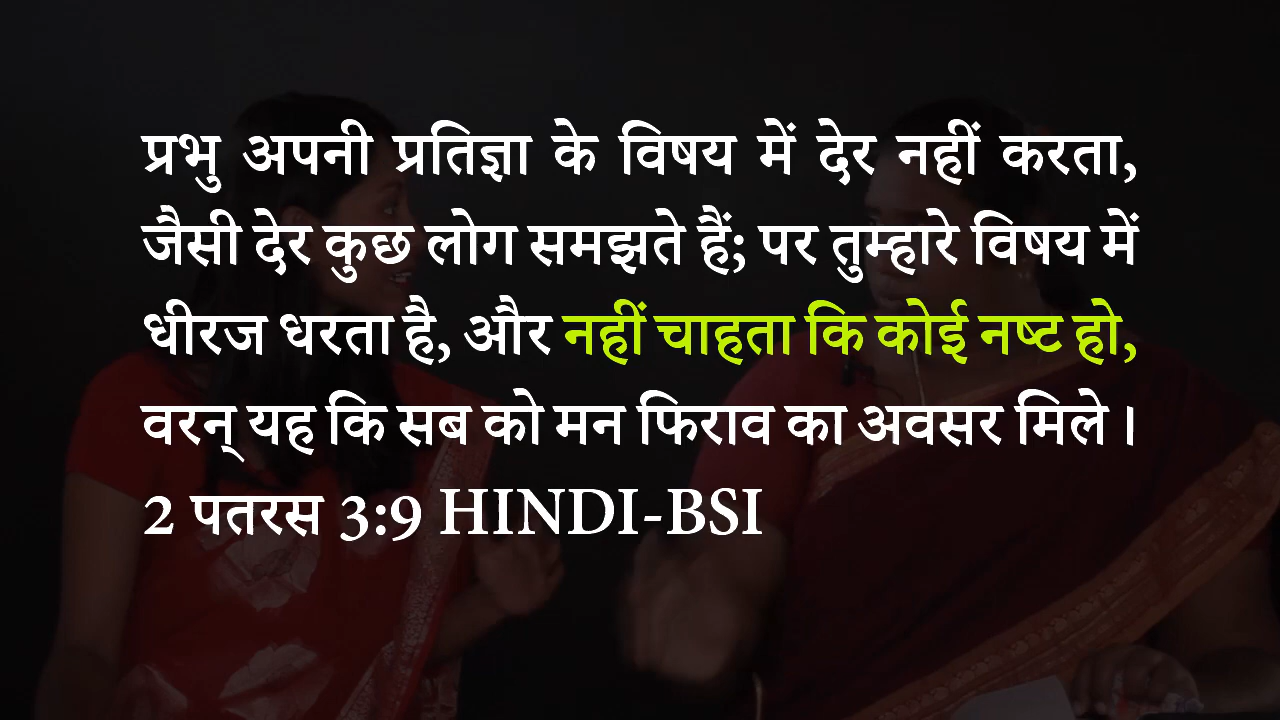 प्रभु अपनी प्रतिज्ञा के विषय में देर नहीं करता,
जैसी देर कुछ लोग समझते हैं; पर तुम्हारे विषय में
धीरज धरता है, और नहीं चाहता कि कोई नष्ट हो,
वरन् यह कि सब को मन फिराव का अवसर मिले।
2 पतरस 3:9 HINDI-BSI